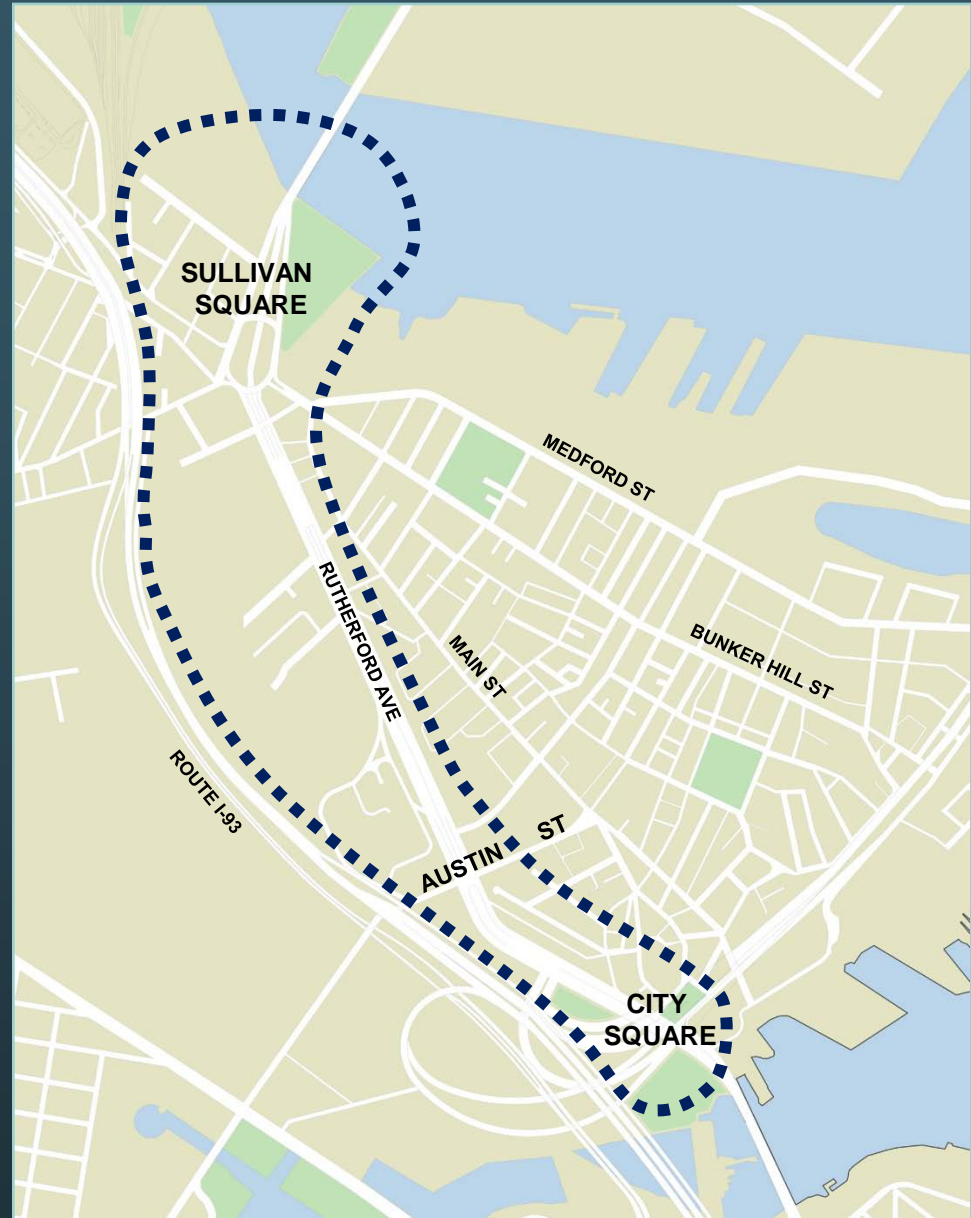 SULLIVAN
SQUARE
MEDFORD ST
BUNKER HILL ST
RUTHERFORD AVE
MAIN ST
ROUTE I-93
AUSTIN ST
CITY
SQUARE